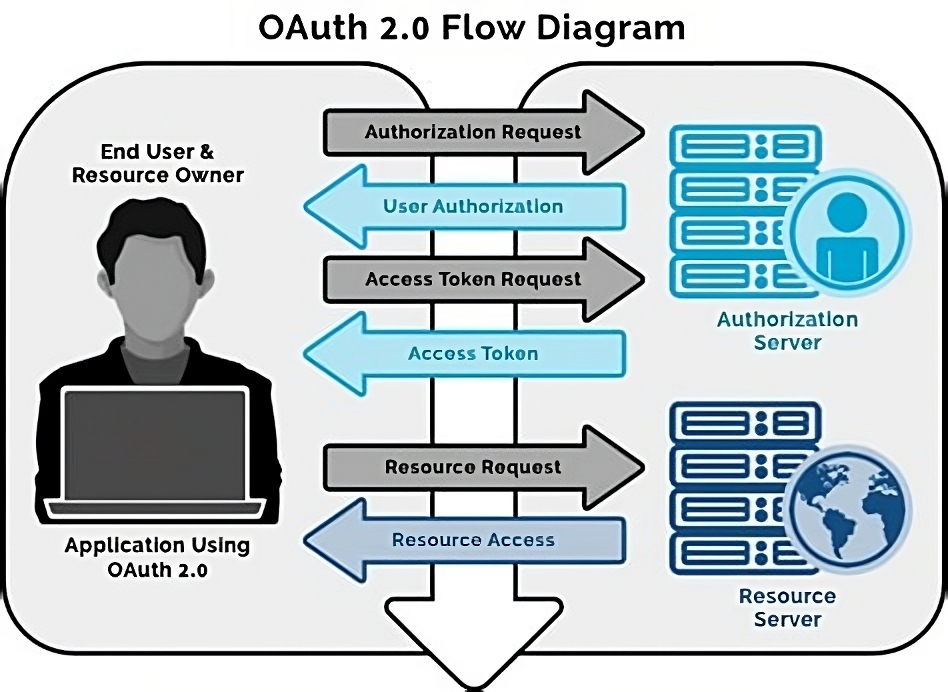 OAuth 2.0 Flow Diagram
End User &
Resource Owner
Application Using
OAuth 2.0
Authorization Request
User Authorization
Access Token Request
Access Token
Resource Request
Resource Access
Authorization
Server
Resource
Server